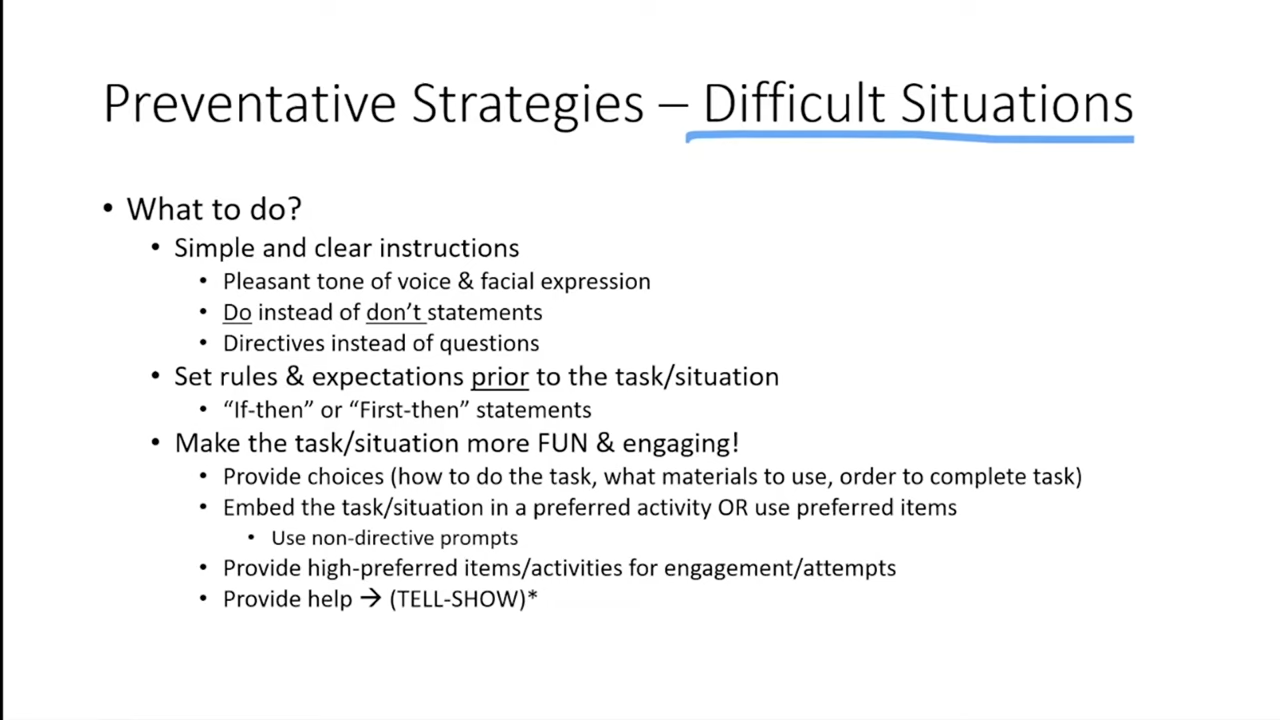 Preventative Strategies – Difficult Situations
• What to do?
• Simple and clear instructions
• Pleasant tone of voice & facial expression
• Do instead of don’t statements
• Directives instead of questions
• Set rules & expectations prior to the task/situation
• “If-then” or “First-then” statements
• Make the task/situation more FUN & engaging!
• Provide choices (how to do the task, what materials to use, order to complete task)
• Embed the task/situation in a preferred activity OR use preferred items
• Use non-directive prompts
• Provide high-preferred items/activities for engagement/attempts
• Provide help → (TELL-SHOW)*